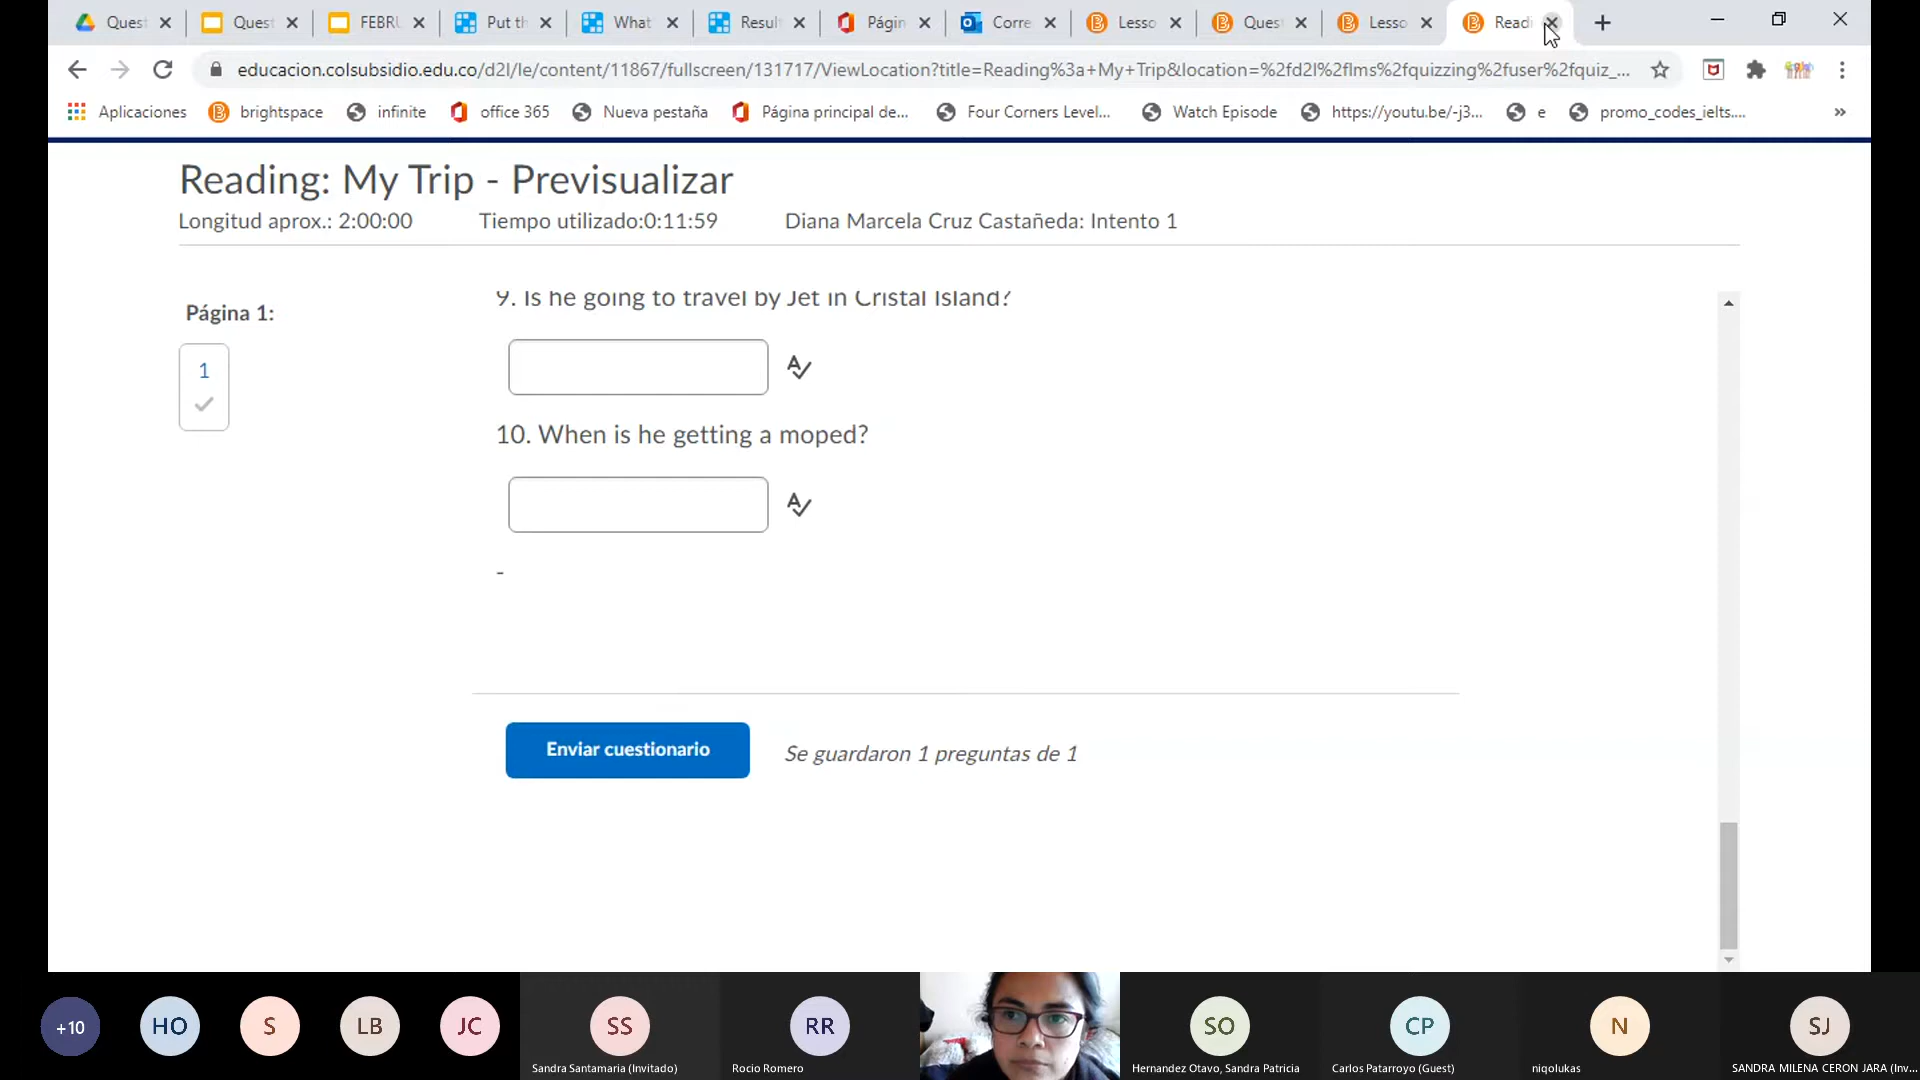 Quest
Quest
FEBRU
Put th
What
Result
Págin
Corre
Lesso
Ques
Lesso
Readi
educacion.colsubsidio.edu.co/d2l/le/content/11867/fullscreen/131717/ViewLocation?title=Reading%3a+My+Trip&location=%2fd2l%2flms%2fquizzing%2fuser%2fquiz_...
Aplicaciones
brightspace
infinite
office 365
Nueva pestaña
Página principal de...
Four Corners Level...
Watch Episode
https://youtu.be/-j3...
e
promo_codes_ielts....
»
Reading: My Trip - Previsualizar
Longitud aprox.: 2:00:00 Tiempo utilizado:0:11:59 Diana Marcela Cruz Castañeda: Intento 1
Página 1:
1
9. Is he going to travel by Jet in Cristal Island?
10. When is he getting a moped?
-
Enviar cuestionario
Se guardaron 1 preguntas de 1
+10
HO
S
LB
JC
SS
RR
SO
CP
N
SJ
Sandra Santamaria (Invitado)
Rocio Romero
Hernandez Otavo, Sandra Patricia
Carlos Patarroyo (Guest)
niqolukas
SANDRA MILENA CERON JARA (Inv...